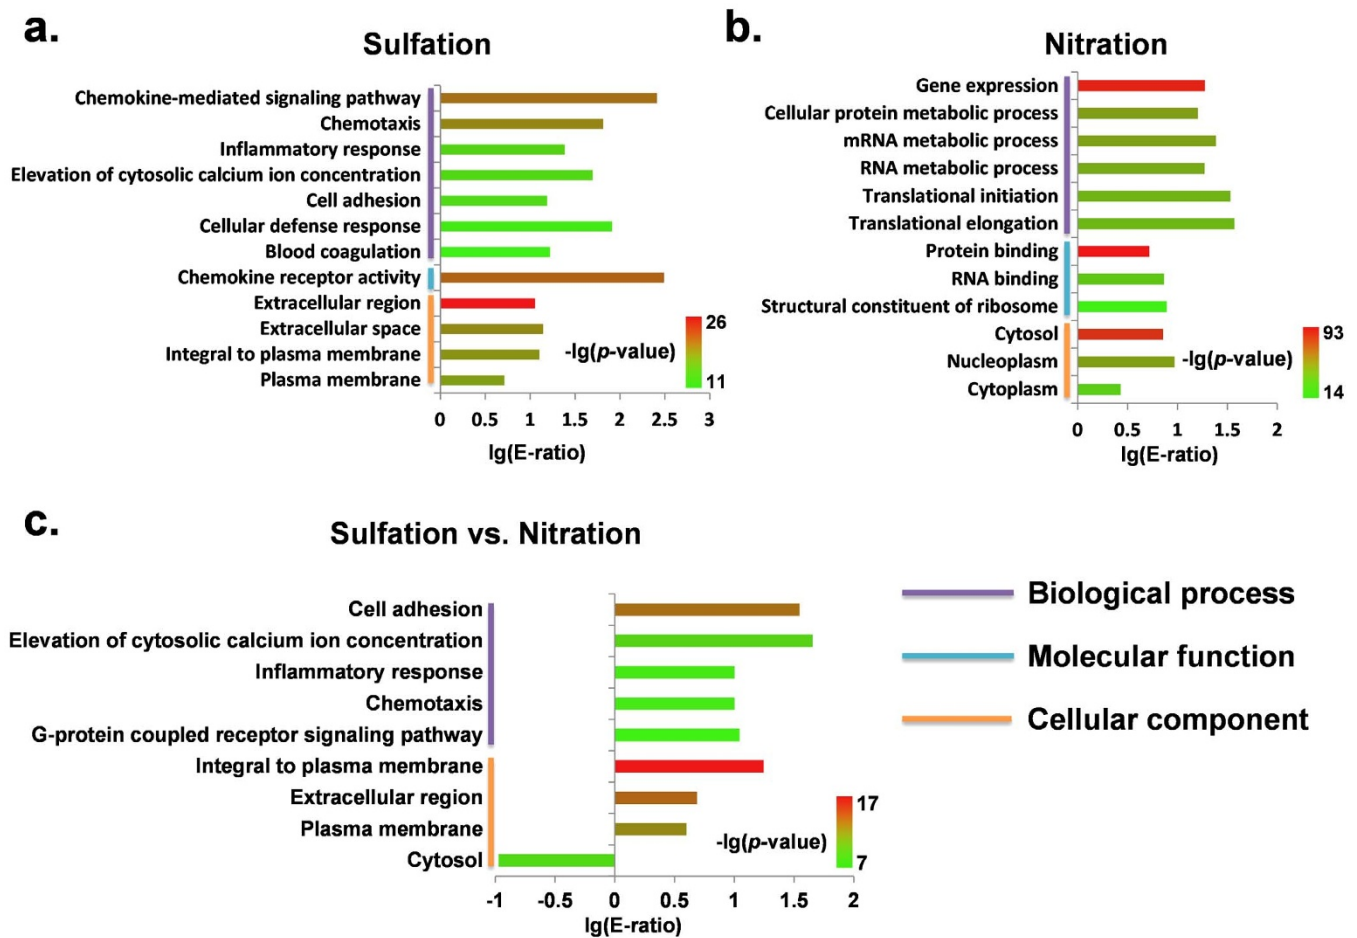 a.
Sulfation
Chemokine-mediated signaling pathway
Chemotaxis
Inflammatory response
Elevation of cytosolic calcium ion concentration
Cell adhesion
Cellular defense response
Blood coagulation
Chemokine receptor activity
Extracellular region
Extracellular space
Integral to plasma membrane
Plasma membrane
26
-lg(p-value)
11
0 0.5 1 1.5 2 2.5 3
lg(E-ratio)
b.
Nitration
Gene expression
Cellular protein metabolic process
mRNA metabolic process
RNA metabolic process
Translational initiation
Translational elongation
Protein binding
RNA binding
Structural constituent of ribosome
Cytosol
Nucleoplasm
Cytoplasm
93
-lg(p-value)
14
0 0.5 1 1.5 2
lg(E-ratio)
c.
Sulfation vs. Nitration
Cell adhesion
Elevation of cytosolic calcium ion concentration
Inflammatory response
Chemotaxis
G-protein coupled receptor signaling pathway
Integral to plasma membrane
Extracellular region
Plasma membrane
Cytosol
17
-lg(p-value)
7
-1 -0.5 0 0.5 1 1.5 2
lg(E-ratio)
Biological process
Molecular function
Cellular component